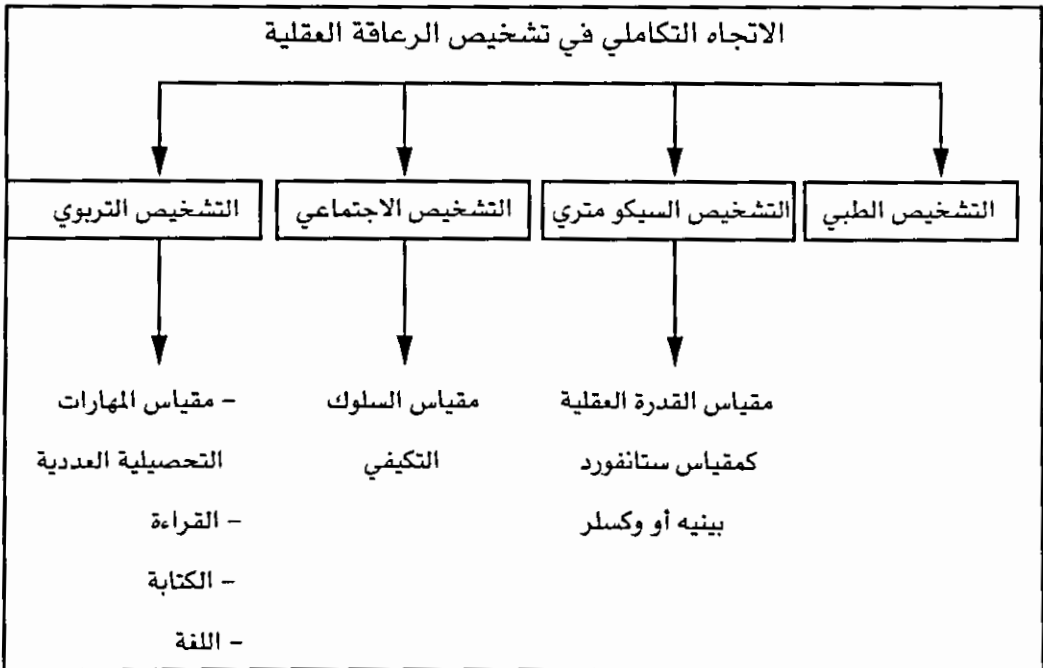 الاتجاه التكاملي في تشخيص الرعاقة العقلية
التشخيص الطبي
التشخيص السيكو متري
التشخيص الاجتماعي
التشخيص التربوي
مقياس القدرة العقلية
كمقياس ستانفورد
بينيه أو وكسلر
مقياس السلوك
التكيفي
– مقياس المهارات
التحصيلية العددية
– القراءة
– الكتابة
– اللغة